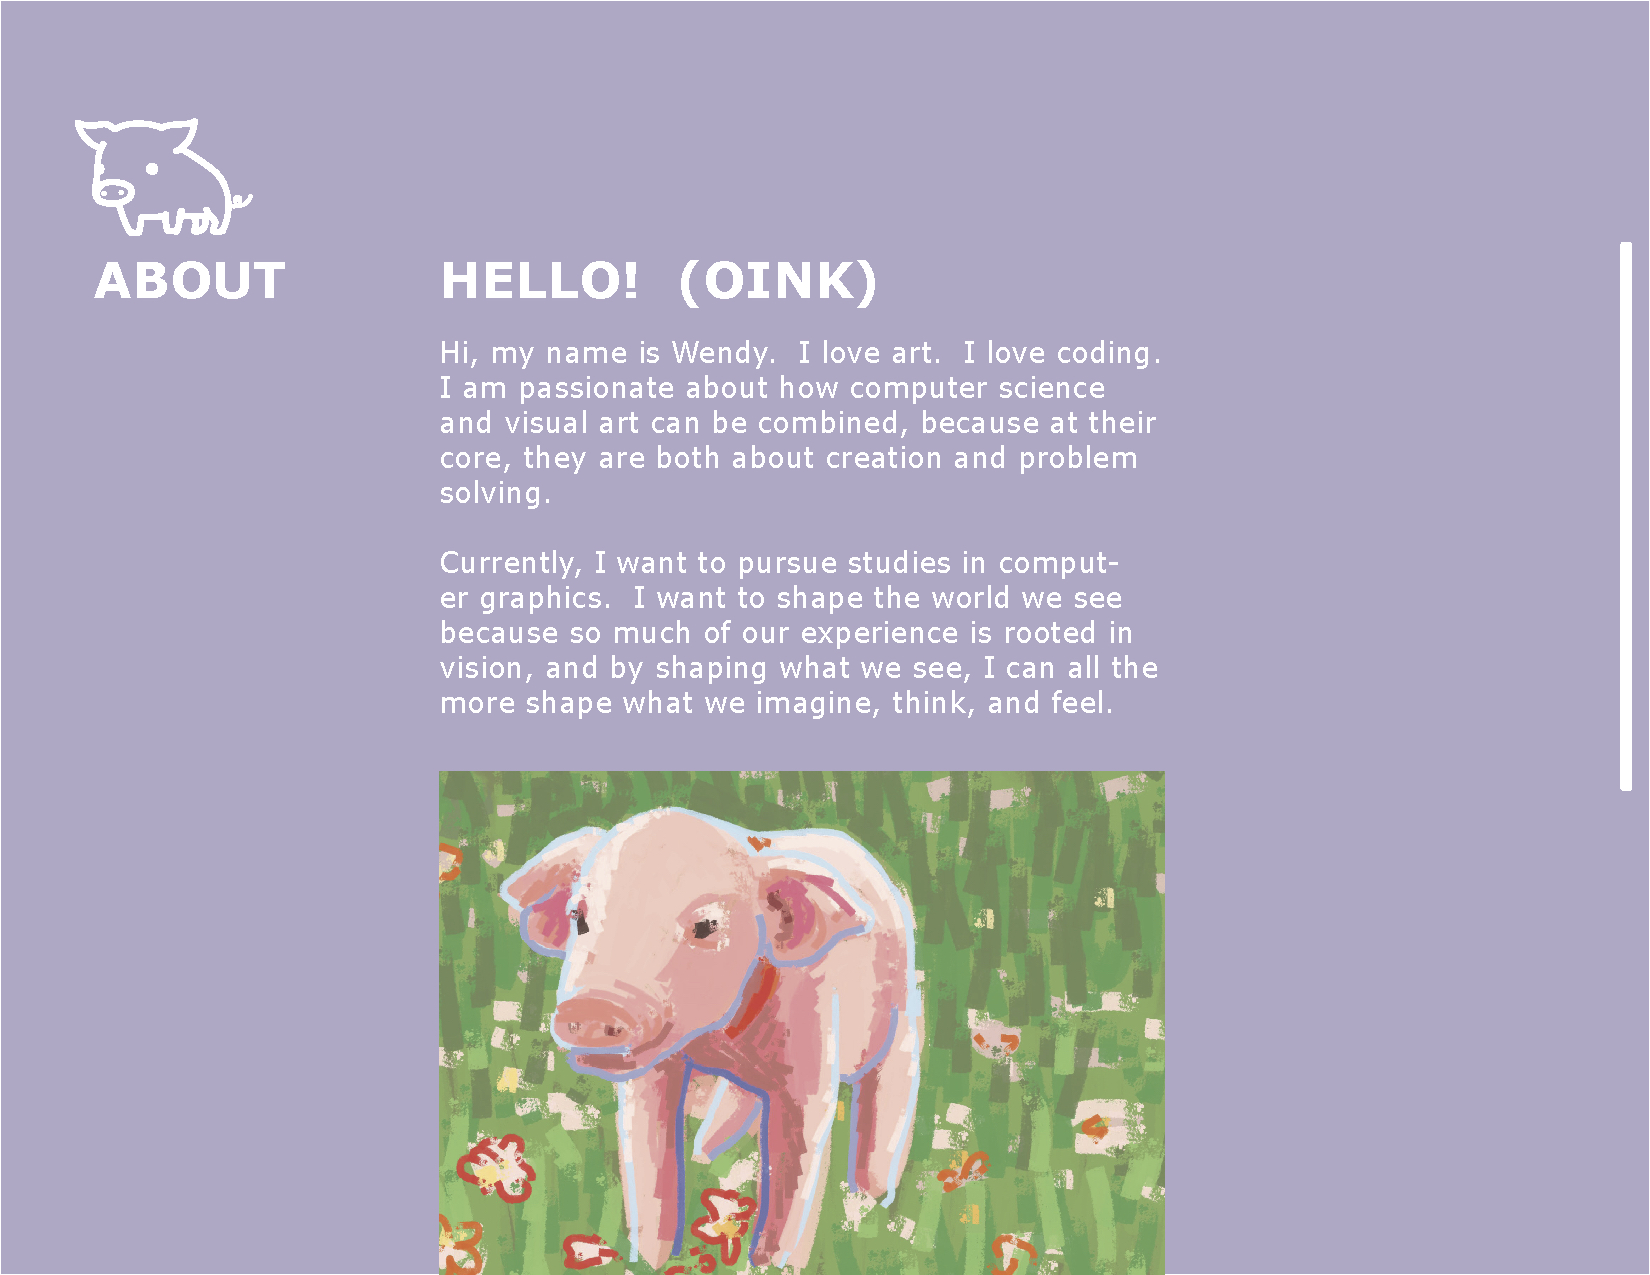 ABOUT
HELLO!  (OINK)
Hi, my name is Wendy.  I love art.  I love coding.
I am passionate about how computer science
and visual art can be combined, because at their
core, they are both about creation and problem
solving.
Currently, I want to pursue studies in comput-
er graphics.  I want to shape the world we see
because so much of our experience is rooted in
vision, and by shaping what we see, I can all the
more shape what we imagine, think, and feel.